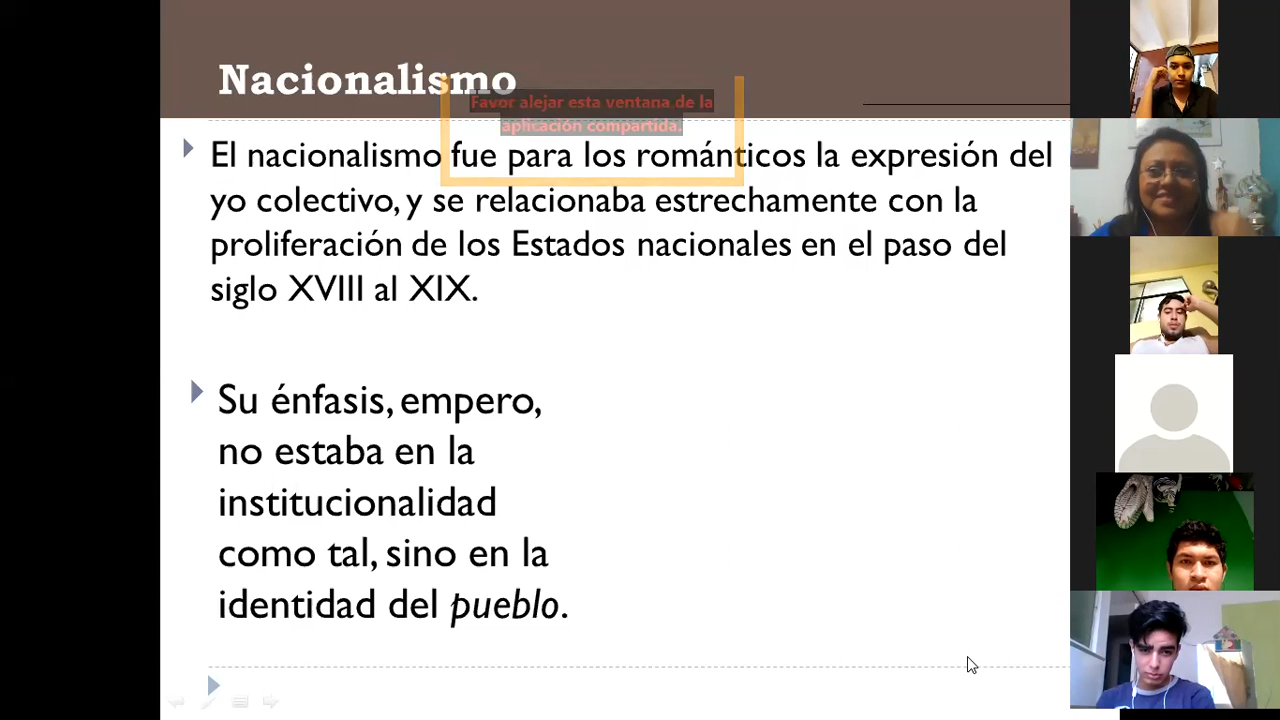 Nacionalismo
Favor alejar esta ventana de la
aplicación compartida.
El nacionalismo fue para los románticos la expresión del
yo colectivo, y se relacionaba estrechamente con la
proliferación de los Estados nacionales en el paso del
siglo XVIII al XIX.
Su énfasis, empero,
no estaba en la
institucionalidad
como tal, sino en la
identidad del pueblo.